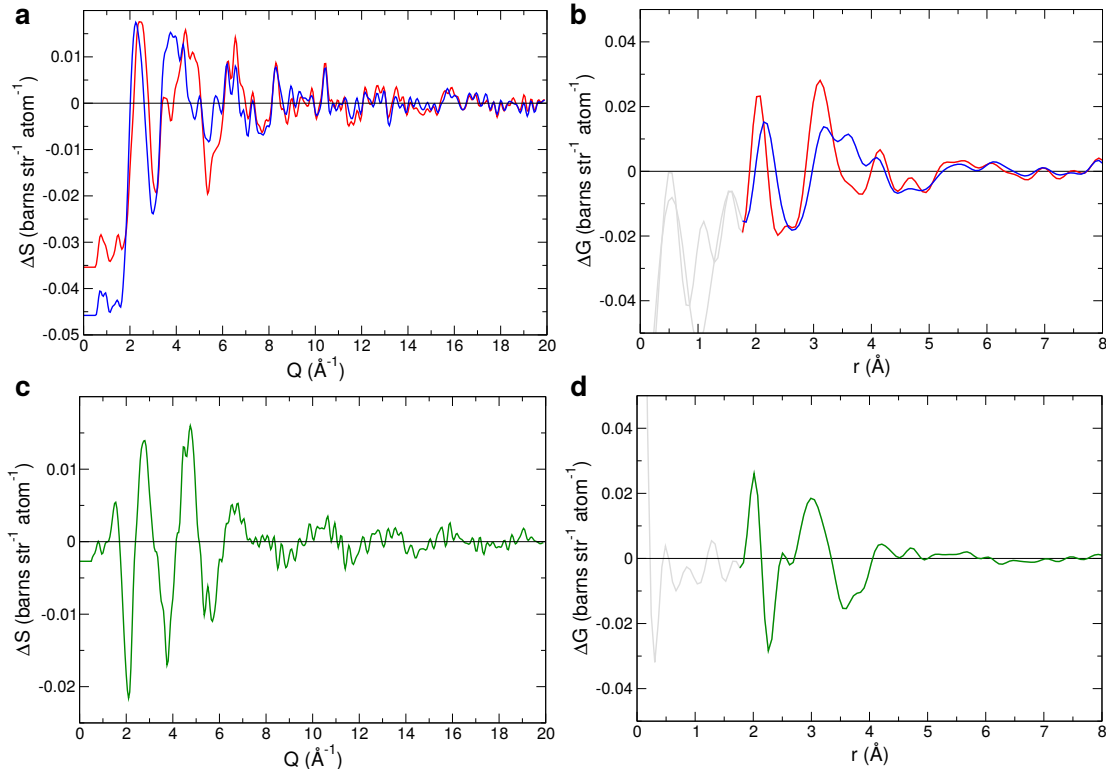 a
0.01
0
-0.01
-0.02
-0.03
-0.04
-0.05
ΔS (barns str⁻¹ atom⁻¹)
0 2 4 6 8 10 12 14 16 18 20
Q (Å⁻¹)
b
0.04
0.02
0
-0.02
-0.04
ΔG (barns str⁻¹ atom⁻¹)
0 1 2 3 4 5 6 7 8
r (Å)
c
0.01
0
-0.01
-0.02
ΔS (barns str⁻¹ atom⁻¹)
0 2 4 6 8 10 12 14 16 18 20
Q (Å⁻¹)
d
0.04
0.02
0
-0.02
-0.04
ΔG (barns str⁻¹ atom⁻¹)
0 1 2 3 4 5 6 7 8
r (Å)